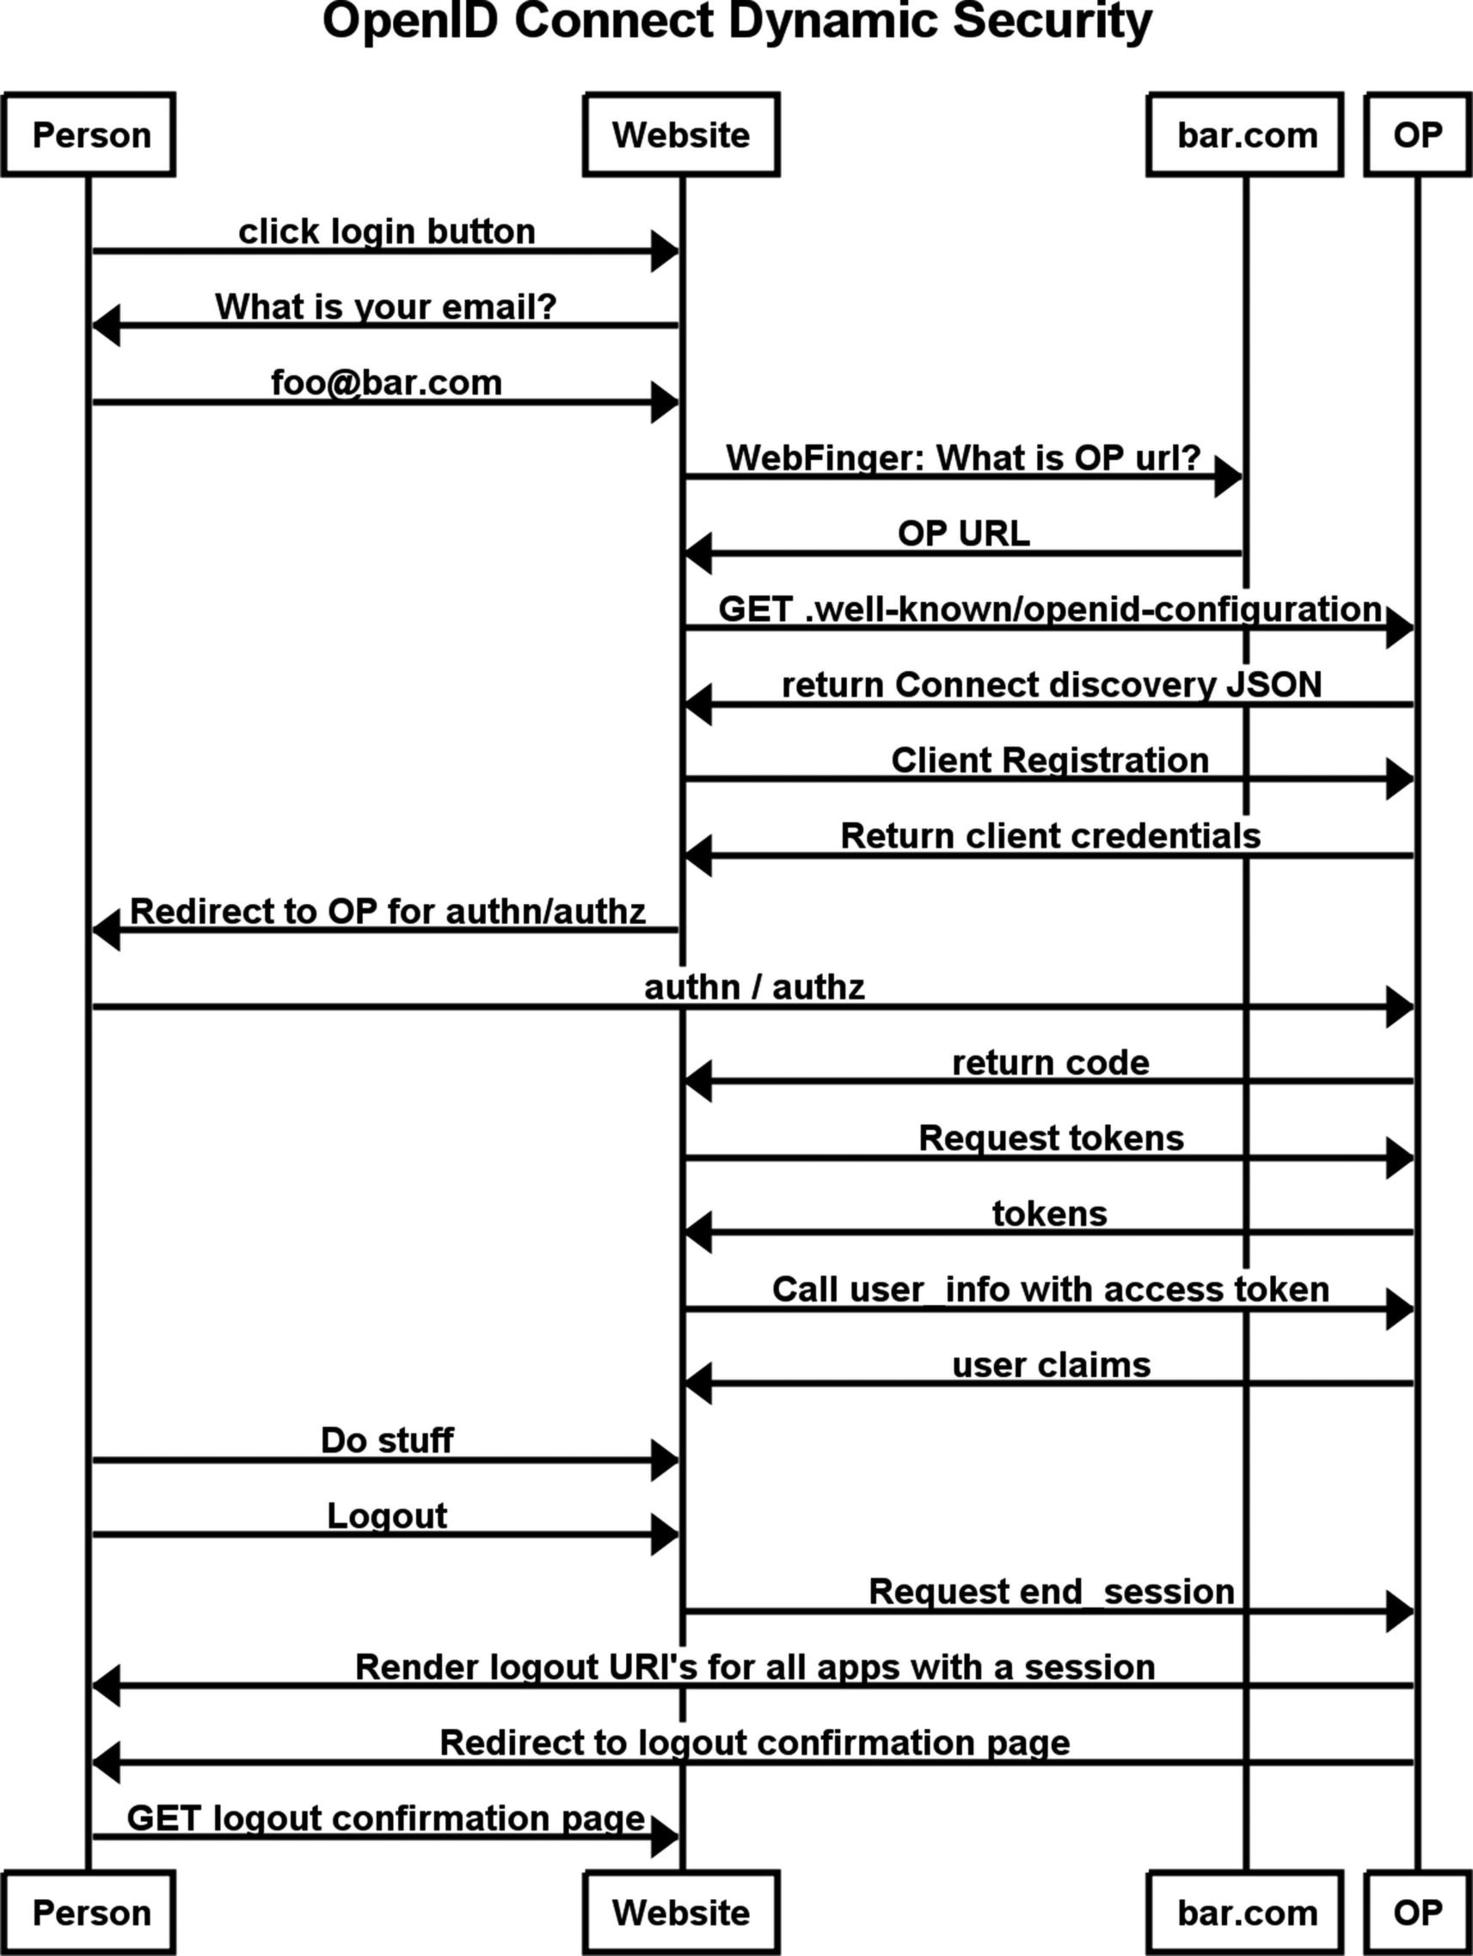 OpenID Connect Dynamic Security
Person
Website
bar.com
OP
click login button
What is your email?
foo@bar.com
WebFinger: What is OP url?
OP URL
GET .well-known/openid-configuration
return Connect discovery JSON
Client Registration
Return client credentials
Redirect to OP for authn/authz
authn / authz
return code
Request tokens
tokens
Call user_info with access token
user claims
Do stuff
Logout
Request end_session
Render logout URI's for all apps with a session
Redirect to logout confirmation page
GET logout confirmation page
Person
Website
bar.com
OP